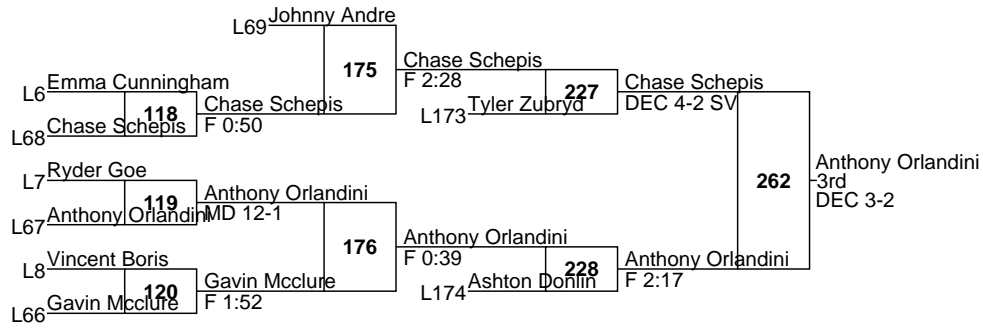 Johnny Andre
L69
175
Chase Schepis
F 2:28
Emma Cunningham
L6
118
Chase Schepis
F 0:50
Chase Schepis
L68
227
Chase Schepis
DEC 4-2 SV
Tyler Zubryd
L173
Ryder Goe
L7
119
Anthony Orlandini
MD 12-1
Anthony Orlandini
L67
262
Anthony Orlandini
3rd
DEC 3-2
176
Anthony Orlandini
F 0:39
Vincent Boris
L8
120
Gavin Mcclure
F 1:52
Gavin Mcclure
L66
228
Anthony Orlandini
F 2:17
Ashton Donlin
L174